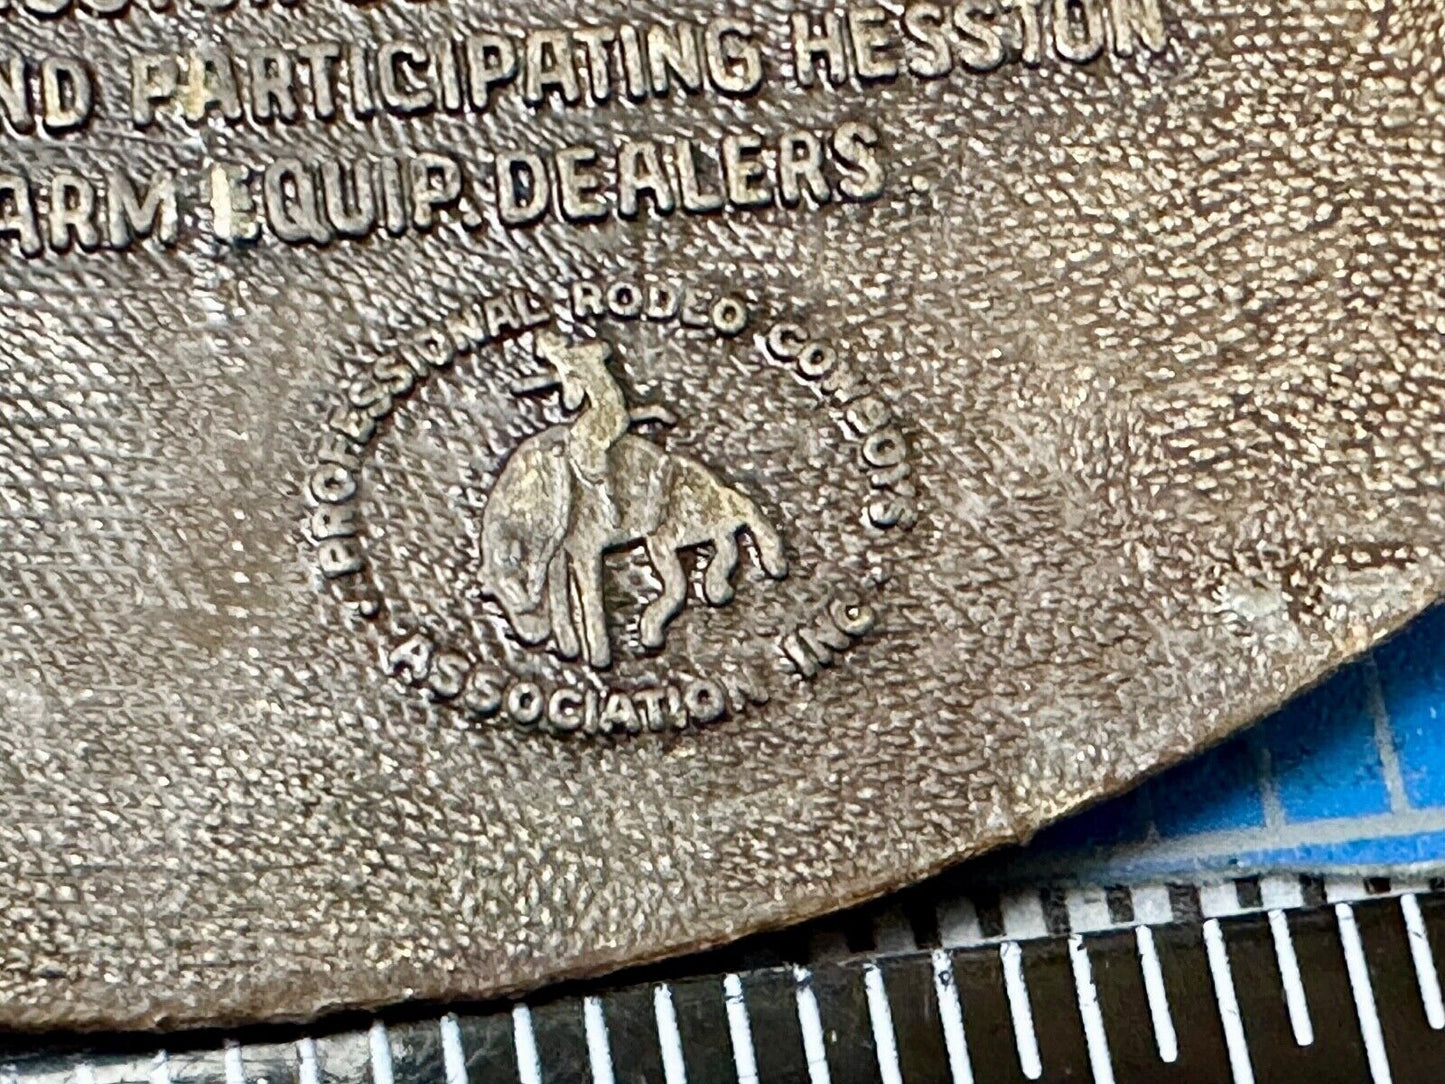 ND PARTICIPATING HESSTON
ARM EQUIP. DEALERS.
PROFESSIONAL RODEO COWBOYS
ASSOCIATION INC.